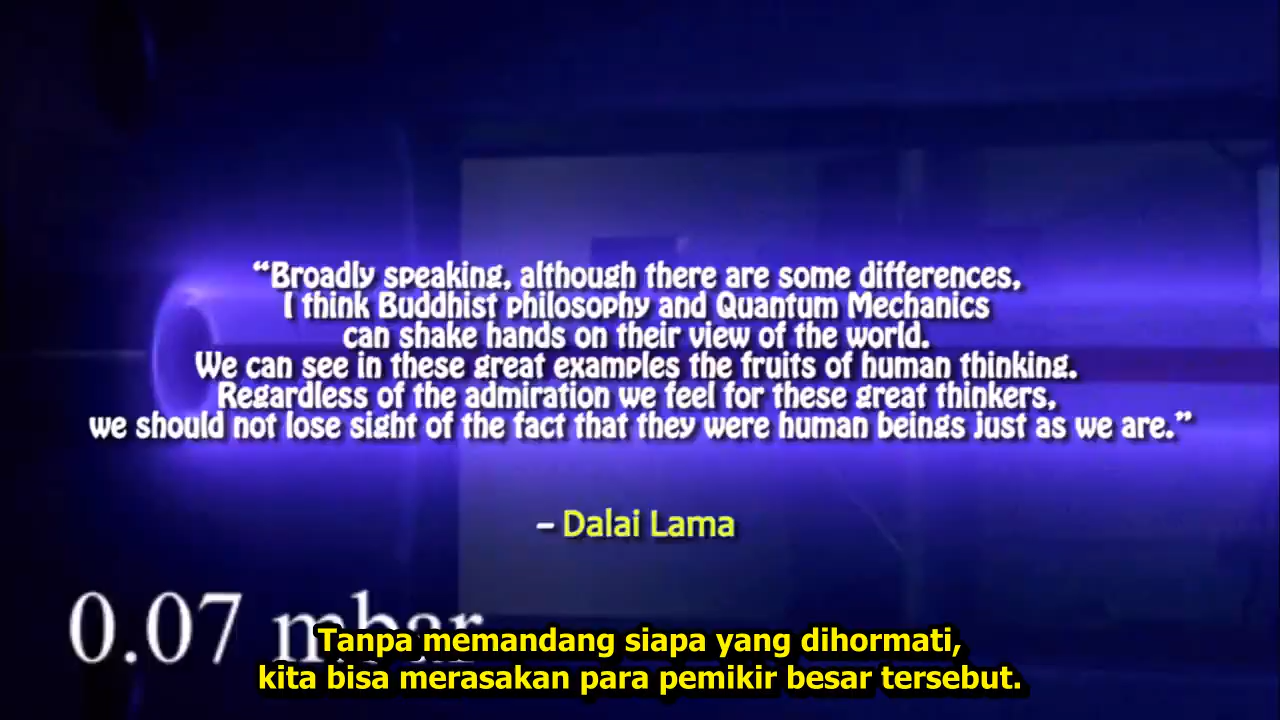 “Broadly speaking, although there are some differences,
I think Buddhist philosophy and Quantum Mechanics
can shake hands on their view of the world.
We can see in these great examples the fruits of human thinking.
Regardless of the admiration we feel for these great thinkers,
we should not lose sight of the fact that they were human beings just as we are.”
– Dalai Lama
0.07 mbar
Tanpa memandang siapa yang dihormati,
kita bisa merasakan para pemikir besar tersebut.